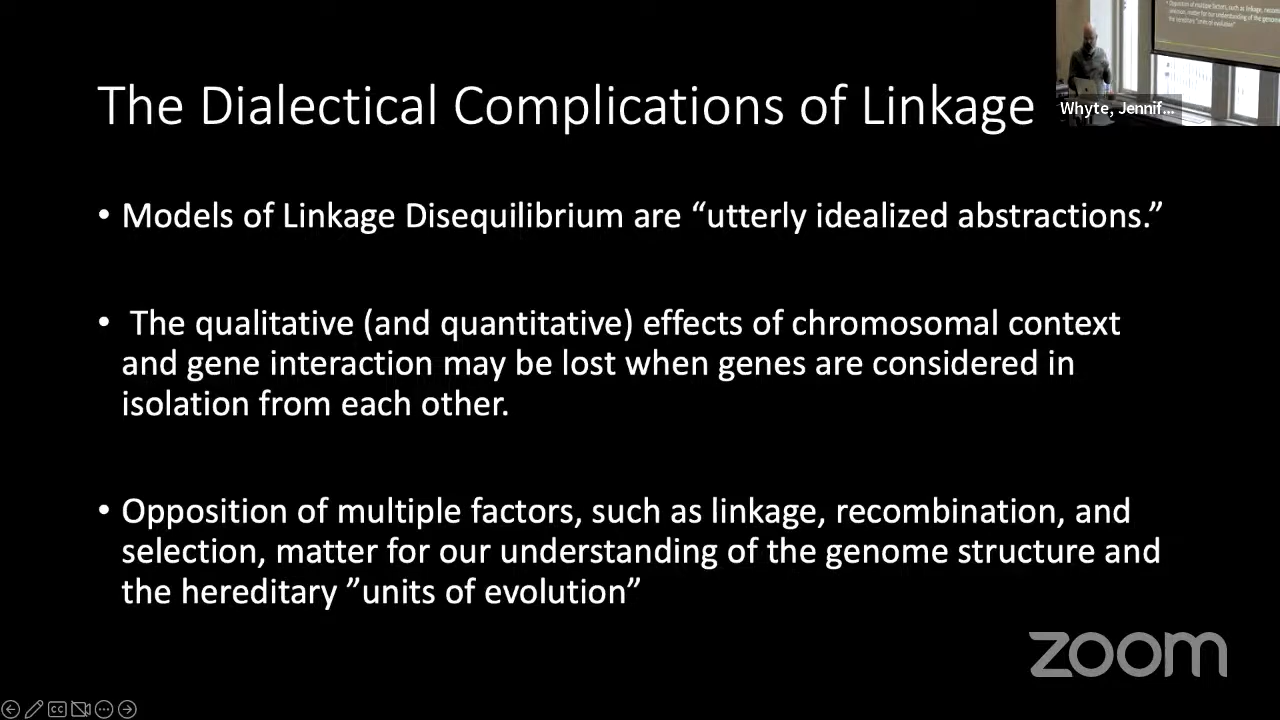 The Dialectical Complications of Linkage
Whyte, Jennif...
• Models of Linkage Disequilibrium are “utterly idealized abstractions.”
• The qualitative (and quantitative) effects of chromosomal context
and gene interaction may be lost when genes are considered in
isolation from each other.
• Opposition of multiple factors, such as linkage, recombination, and
selection, matter for our understanding of the genome structure and
the hereditary ”units of evolution”
zoom
CC